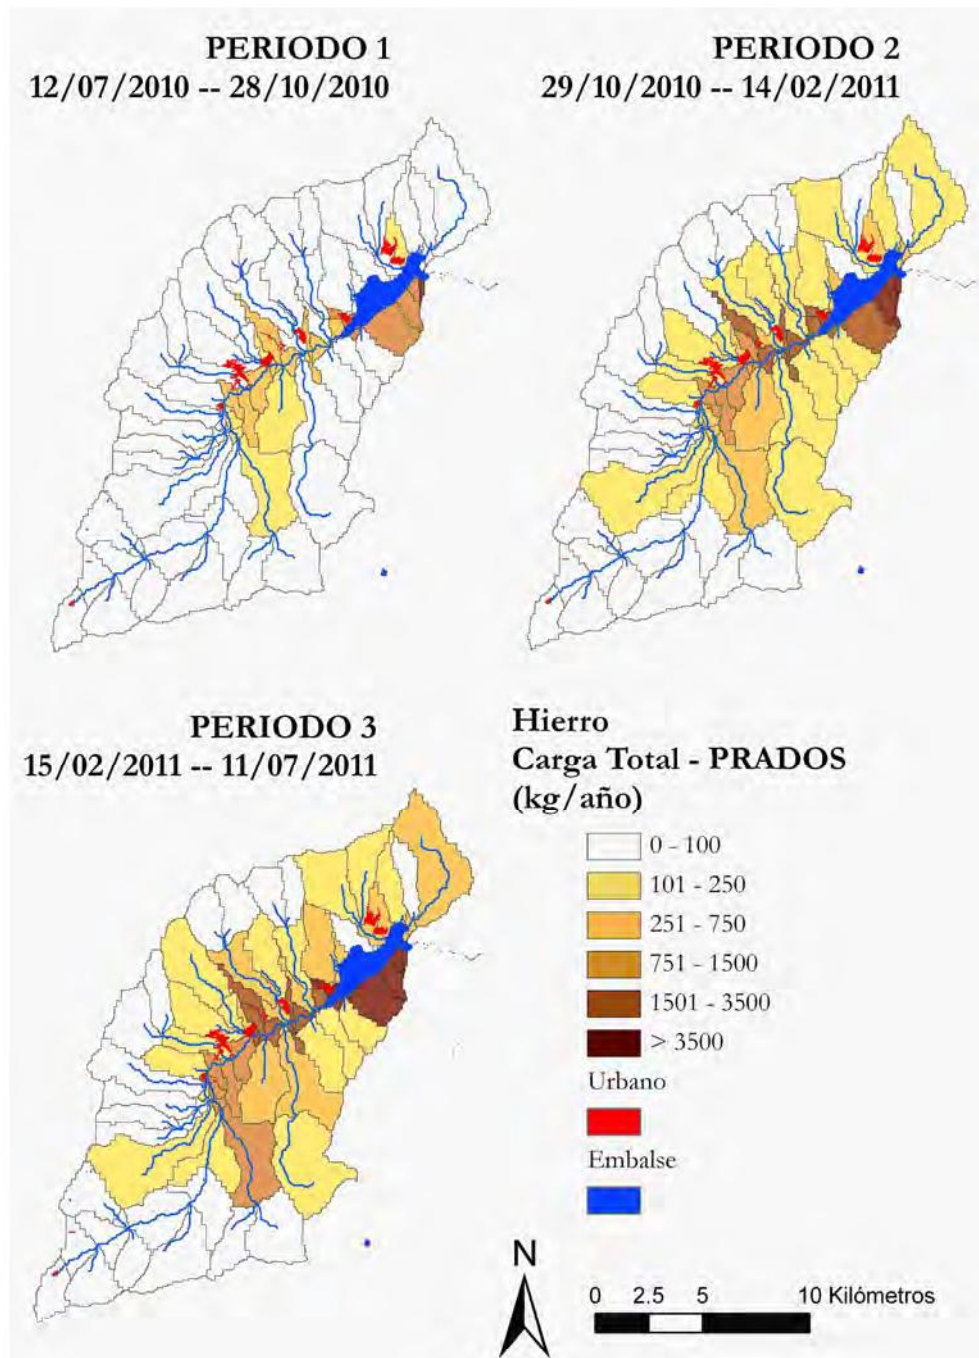 PERIODO 1
12/07/2010 -- 28/10/2010
PERIODO 2
29/10/2010 -- 14/02/2011
PERIODO 3
15/02/2011 -- 11/07/2011
Hierro
Carga Total - PRADOS
(kg/año)
0 - 100
101 - 250
251 - 750
751 - 1500
1501 - 3500
> 3500
Urbano
Embalse
N
0 2.5 5 10 Kilómetros